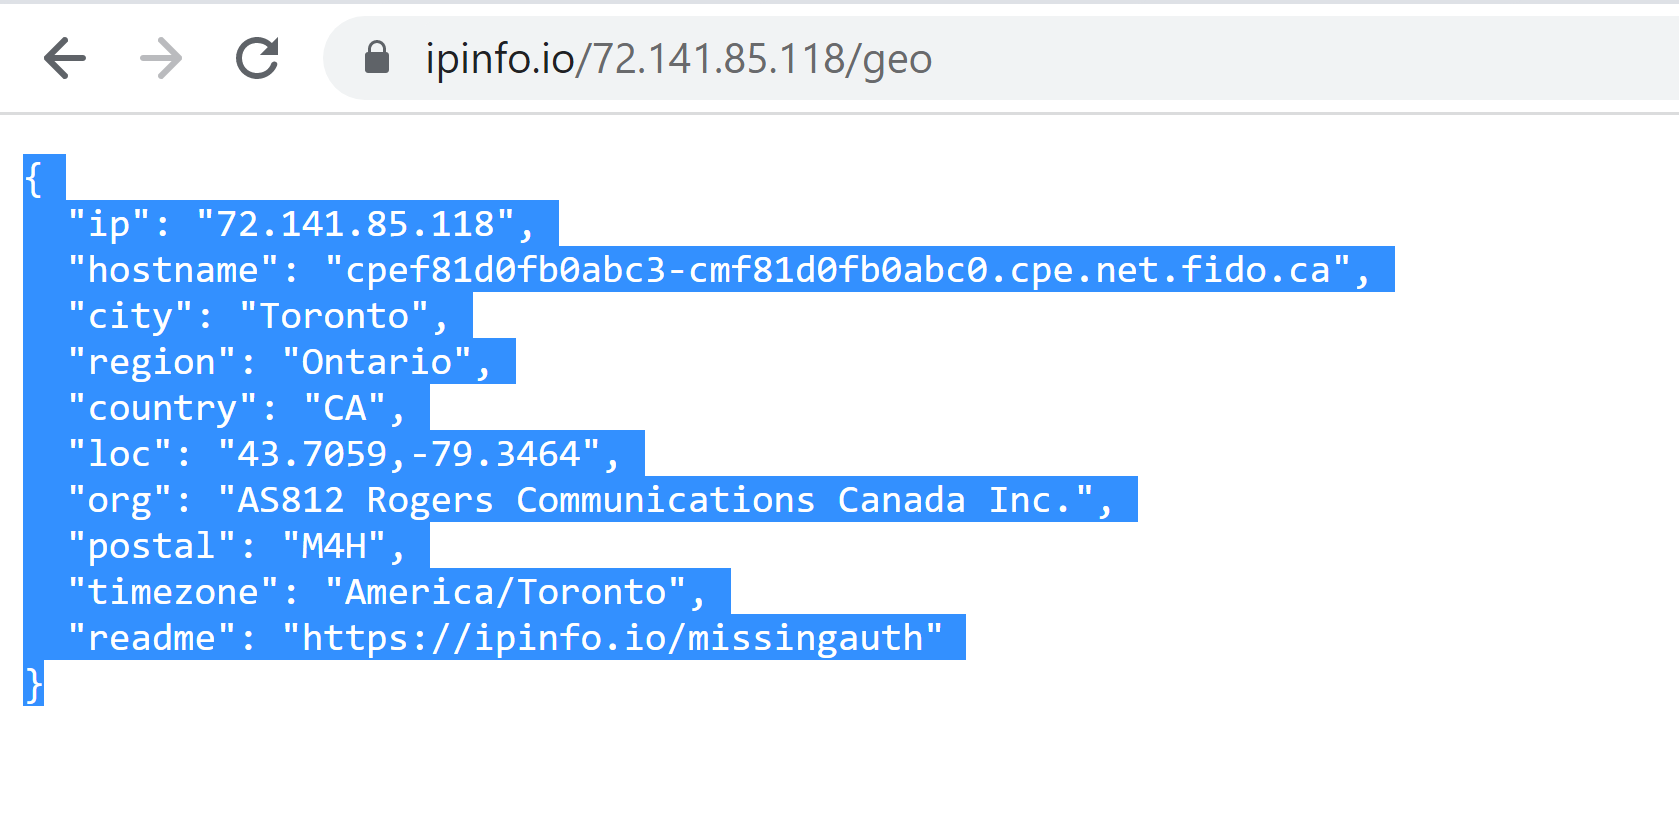 ipinfo.io/72.141.85.118/geo
{
"ip": "72.141.85.118",
"hostname": "cpef81d0fb0abc3-cmf81d0fb0abc0.cpe.net.fido.ca",
"city": "Toronto",
"region": "Ontario",
"country": "CA",
"loc": "43.7059,-79.3464",
"org": "AS812 Rogers Communications Canada Inc.",
"postal": "M4H",
"timezone": "America/Toronto",
"readme": "https://ipinfo.io/missingauth"
}